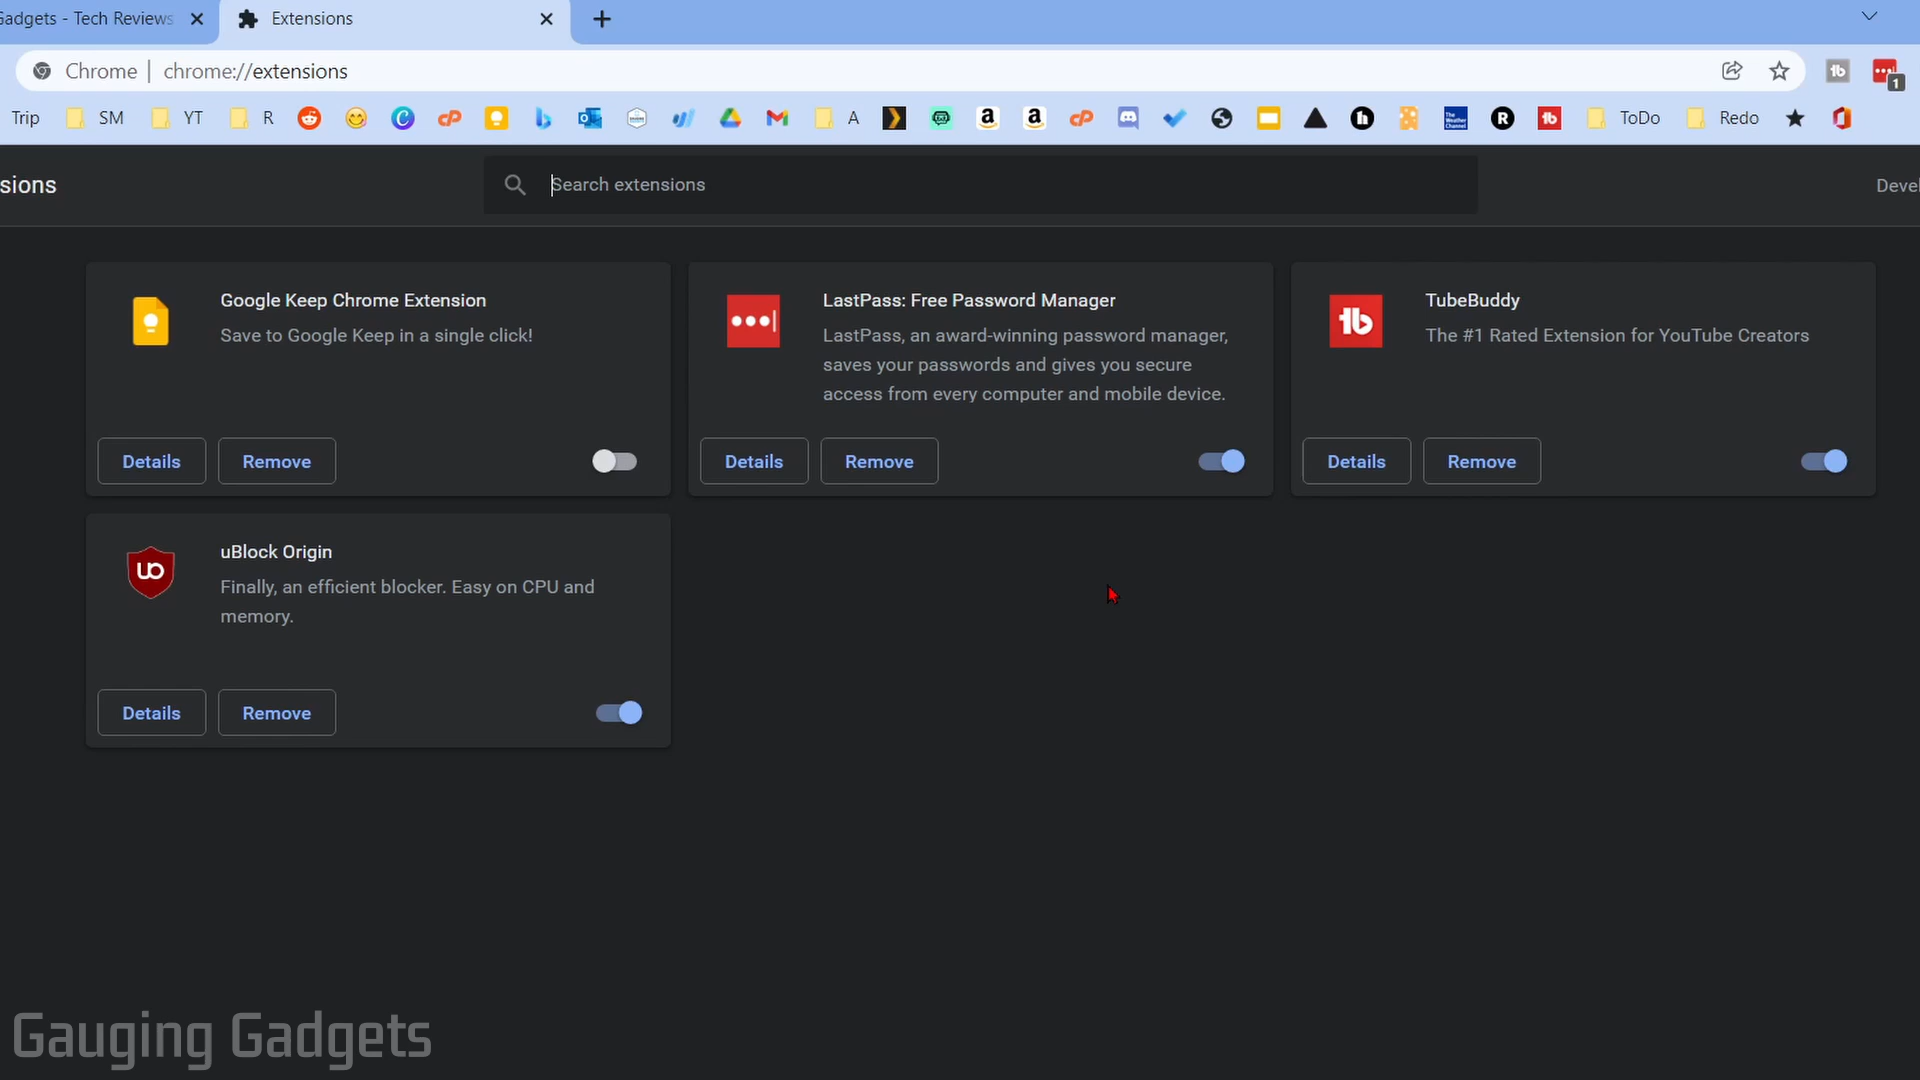 Gadgets - Tech Reviews
Extensions
Chrome | chrome://extensions
1
Trip SM YT R A ToDo Redo
sions
Search extensions
Devel
Google Keep Chrome Extension
Save to Google Keep in a single click!
Details Remove
LastPass: Free Password Manager
LastPass, an award-winning password manager,
saves your passwords and gives you secure
access from every computer and mobile device.
Details Remove
TubeBuddy
The #1 Rated Extension for YouTube Creators
Details Remove
uBlock Origin
Finally, an efficient blocker. Easy on CPU and
memory.
Details Remove
Gauging Gadgets